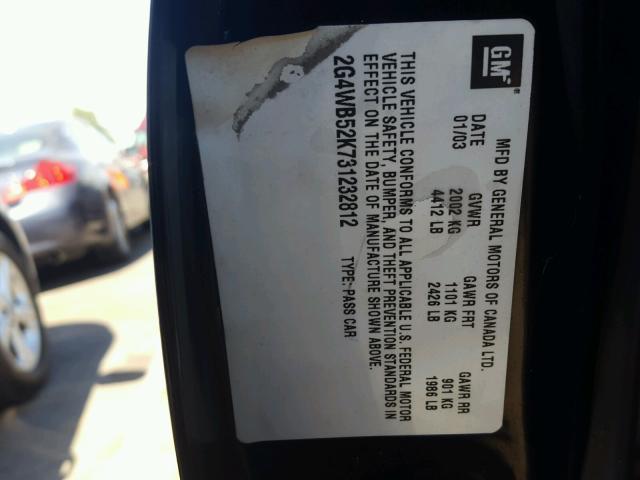 GM
MFD BY GENERAL MOTORS OF CANADA LTD.
DATE GVWR GAWR FRT GAWR RR
01/03 2002 KG 1101 KG 901 KG
4412 LB 2426 LB 1986 LB
THIS VEHICLE CONFORMS TO ALL APPLICABLE U.S. FEDERAL MOTOR
VEHICLE SAFETY, BUMPER, AND THEFT PREVENTION STANDARDS IN
EFFECT ON THE DATE OF MANUFACTURE SHOWN ABOVE.
2G4WB52K731232812 TYPE: PASS CAR